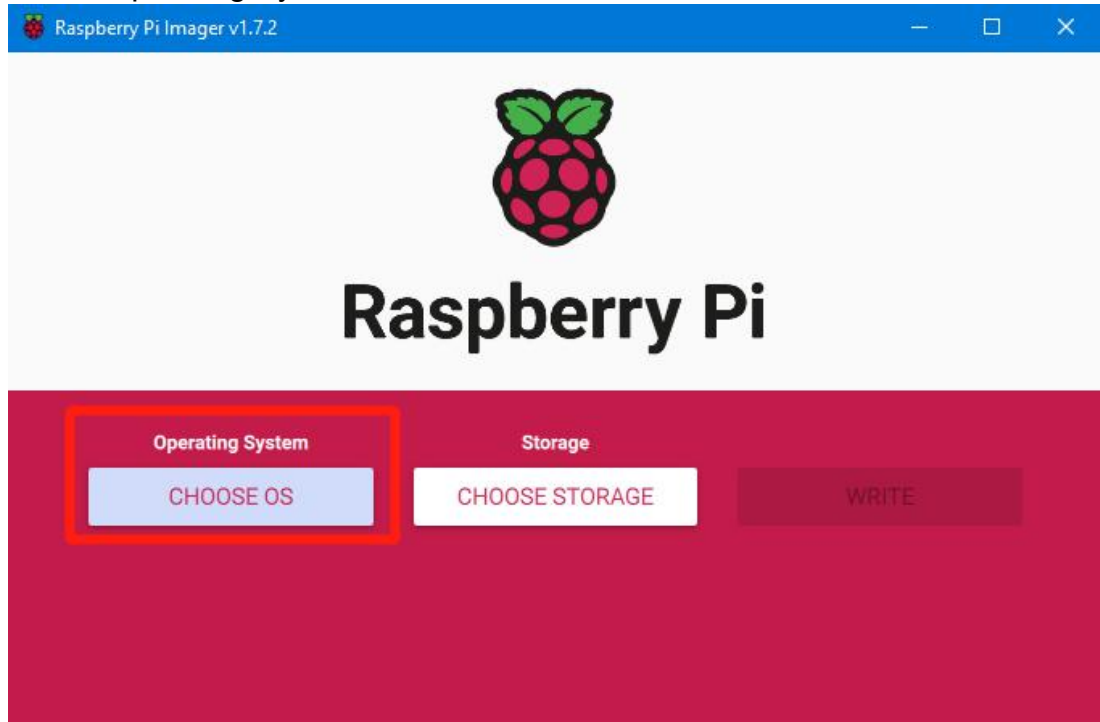 Raspberry Pi Imager v1.7.2
Raspberry Pi
Operating System
Storage
CHOOSE OS
CHOOSE STORAGE
WRITE